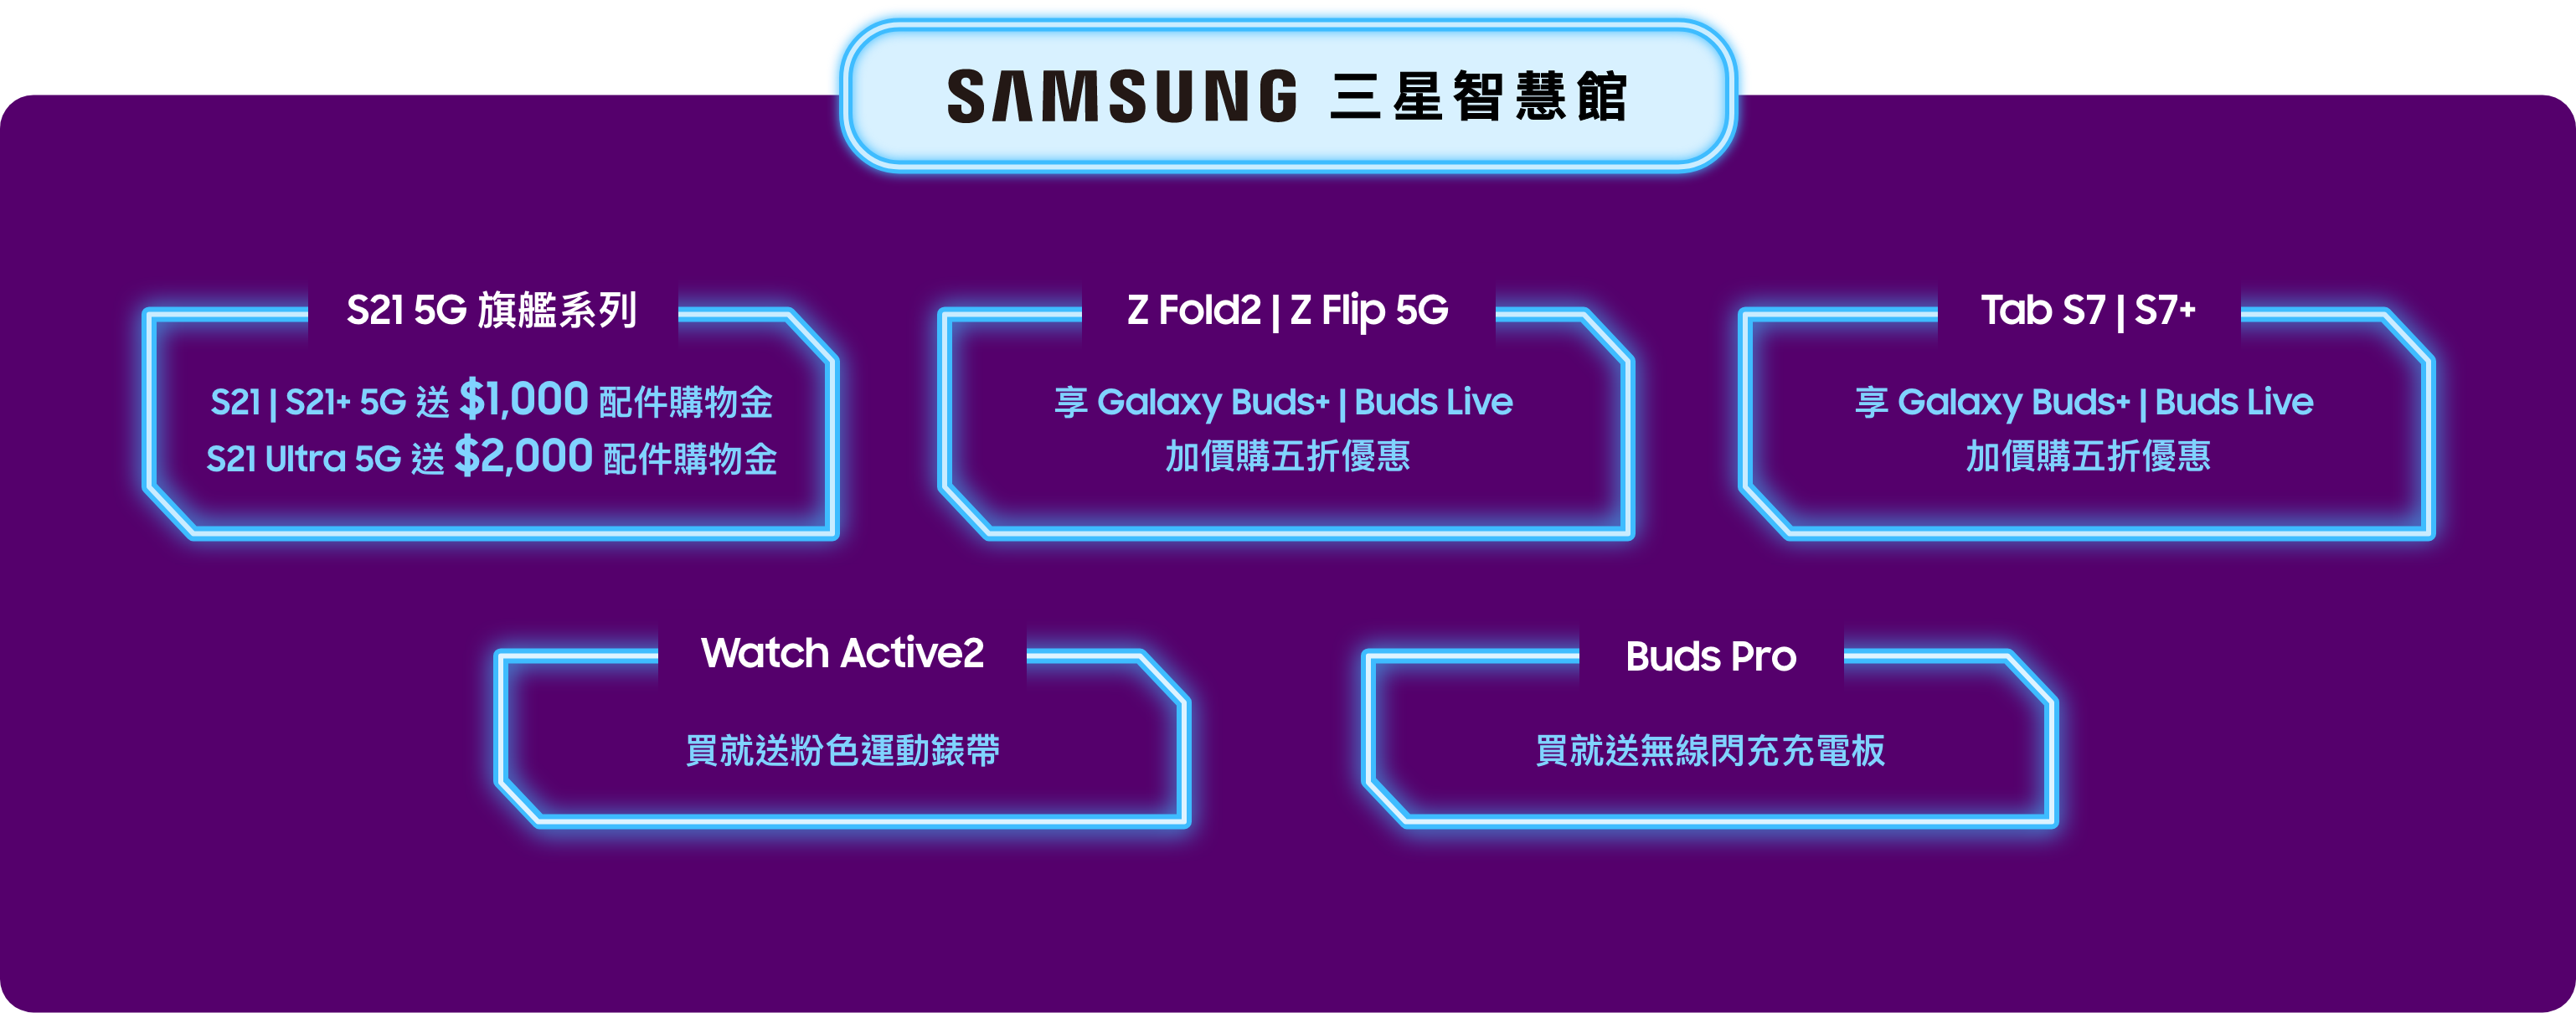 SAMSUNG 三星智慧館
S21 5G 旗艦系列
S21 | S21+ 5G 送 $1,000 配件購物金
S21 Ultra 5G 送 $2,000 配件購物金
Z Fold2 | Z Flip 5G
享 Galaxy Buds+ | Buds Live
加價購五折優惠
Tab S7 | S7+
享 Galaxy Buds+ | Buds Live
加價購五折優惠
Watch Active2
買就送粉色運動錶帶
Buds Pro
買就送無線閃充充電板